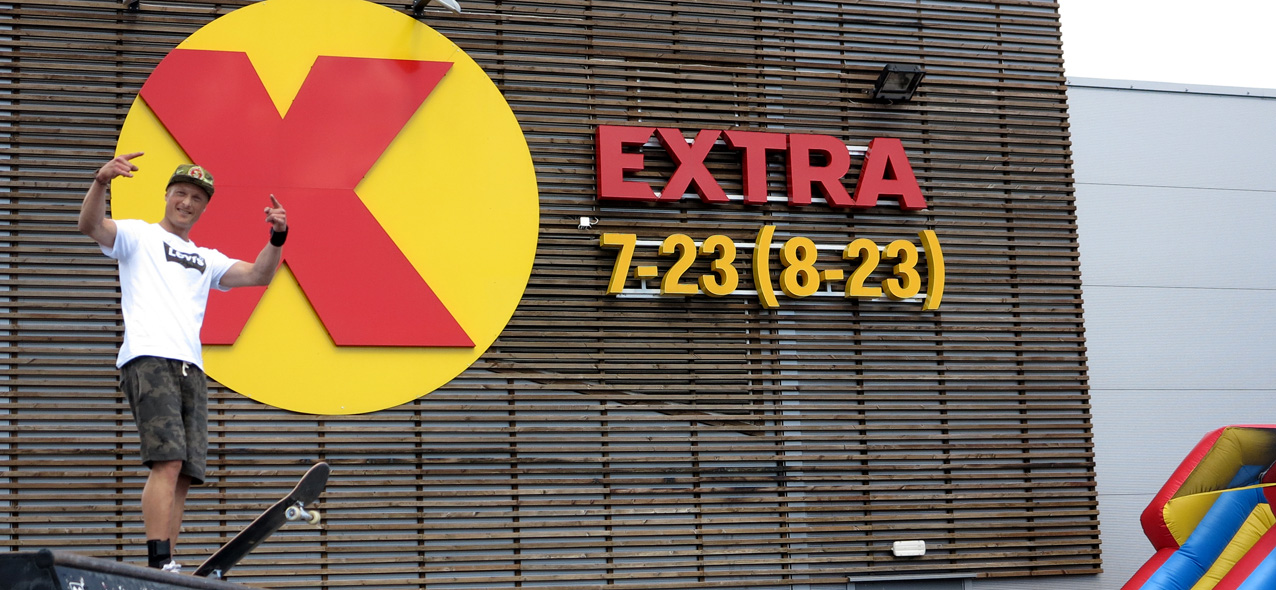 X
EXTRA
7-23 (8-23)
Levi's